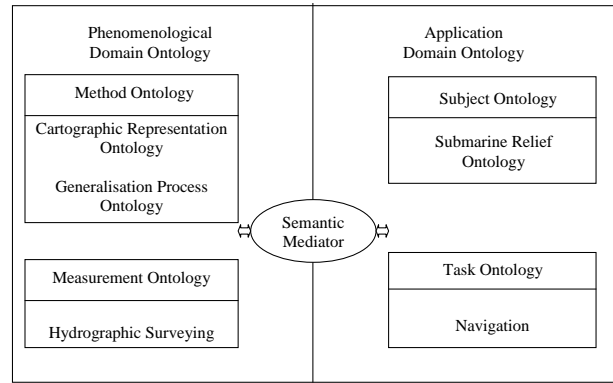 Phenomenological
Domain Ontology
Method Ontology
Cartographic Representation
Ontology
Generalisation Process
Ontology
Measurement Ontology
Hydrographic Surveying
Semantic
Mediator
Application
Domain Ontology
Subject Ontology
Submarine Relief
Ontology
Task Ontology
Navigation